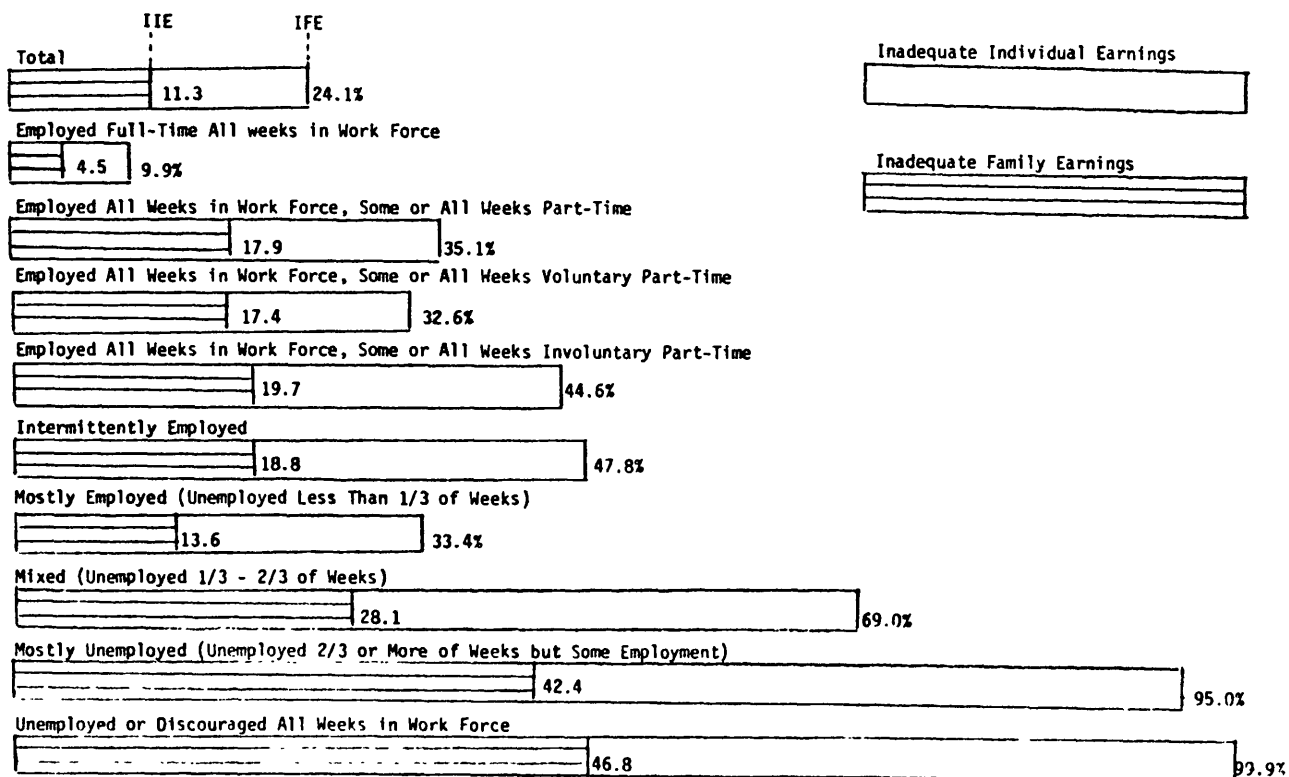 IIE IFE
Total
11.3 24.1%
Employed Full-Time All weeks in Work Force
4.5 9.9%
Employed All Weeks in Work Force, Some or All Weeks Part-Time
17.9 35.1%
Employed All Weeks in Work Force, Some or All Weeks Voluntary Part-Time
17.4 32.6%
Employed All Weeks in Work Force, Some or All Weeks Involuntary Part-Time
19.7 44.6%
Intermittently Employed
18.8 47.8%
Mostly Employed (Unemployed Less Than 1/3 of Weeks)
13.6 33.4%
Mixed (Unemployed 1/3 - 2/3 of Weeks)
28.1 69.0%
Mostly Unemployed (Unemployed 2/3 or More of Weeks but Some Employment)
42.4 95.0%
Unemployed or Discouraged All Weeks in Work Force
46.8 99.9%
Inadequate Individual Earnings
Inadequate Family Earnings